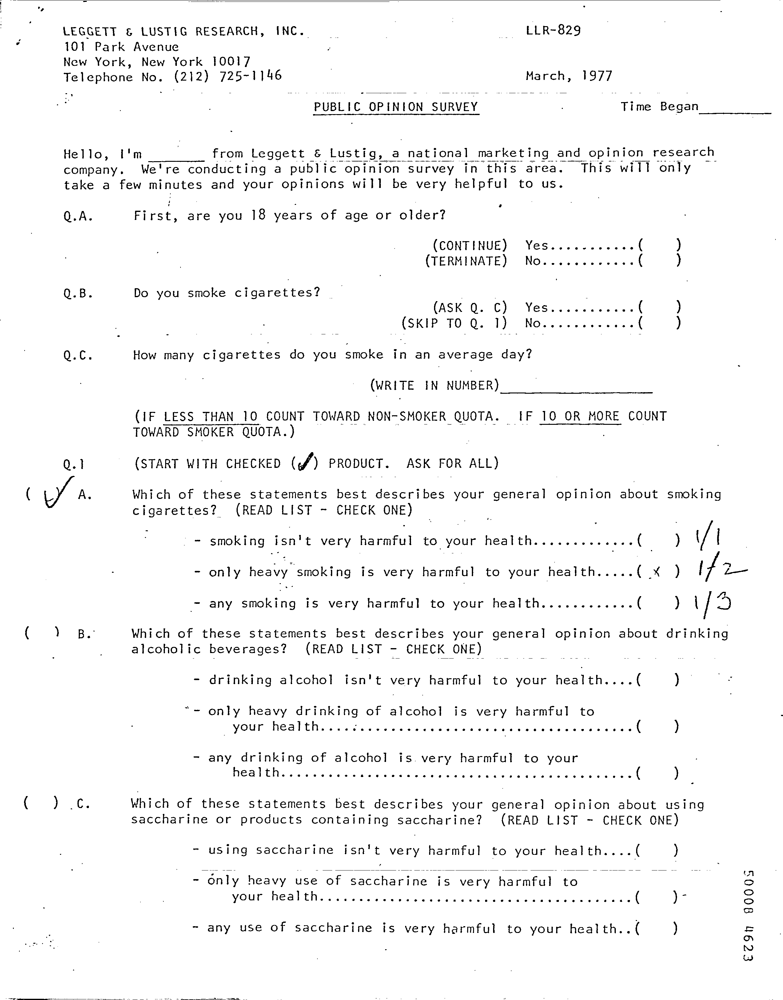 LEGGETT & LUSTIG RESEARCH, INC. LLR-829
101 Park Avenue
New York, New York 10017
Telephone No. (212) 725-1146 March, 1977
PUBLIC OPINION SURVEY Time Began________
Hello, I'm _______ from Leggett & Lustig, a national marketing and opinion research
company. We're conducting a public opinion survey in this area. This will only
take a few minutes and your opinions will be very helpful to us.
Q.A. First, are you 18 years of age or older?
(CONTINUE) Yes...........( )
(TERMINATE) No............( )
Q.B. Do you smoke cigarettes?
(ASK Q. C) Yes...........( )
(SKIP TO Q. 1) No............( )
Q.C. How many cigarettes do you smoke in an average day?
(WRITE IN NUMBER)___________________
(IF LESS THAN 10 COUNT TOWARD NON-SMOKER QUOTA. IF 10 OR MORE COUNT
TOWARD SMOKER QUOTA.)
Q.1 (START WITH CHECKED (✓) PRODUCT. ASK FOR ALL)
(✓) A. Which of these statements best describes your general opinion about smoking
cigarettes? (READ LIST - CHECK ONE)
- smoking isn't very harmful to your health.............( ) 1/1
- only heavy smoking is very harmful to your health.....( x ) 1/2
- any smoking is very harmful to your health............( ) 1/3
( ) B. Which of these statements best describes your general opinion about drinking
alcoholic beverages? (READ LIST - CHECK ONE)
- drinking alcohol isn't very harmful to your health....( )
- only heavy drinking of alcohol is very harmful to
your health.......................................( )
- any drinking of alcohol is very harmful to your
health............................................( )
( ) C. Which of these statements best describes your general opinion about using
saccharine or products containing saccharine? (READ LIST - CHECK ONE)
- using saccharine isn't very harmful to your health....( )
- only heavy use of saccharine is very harmful to
your health.......................................( )
- any use of saccharine is very harmful to your health..( )
50008 4623